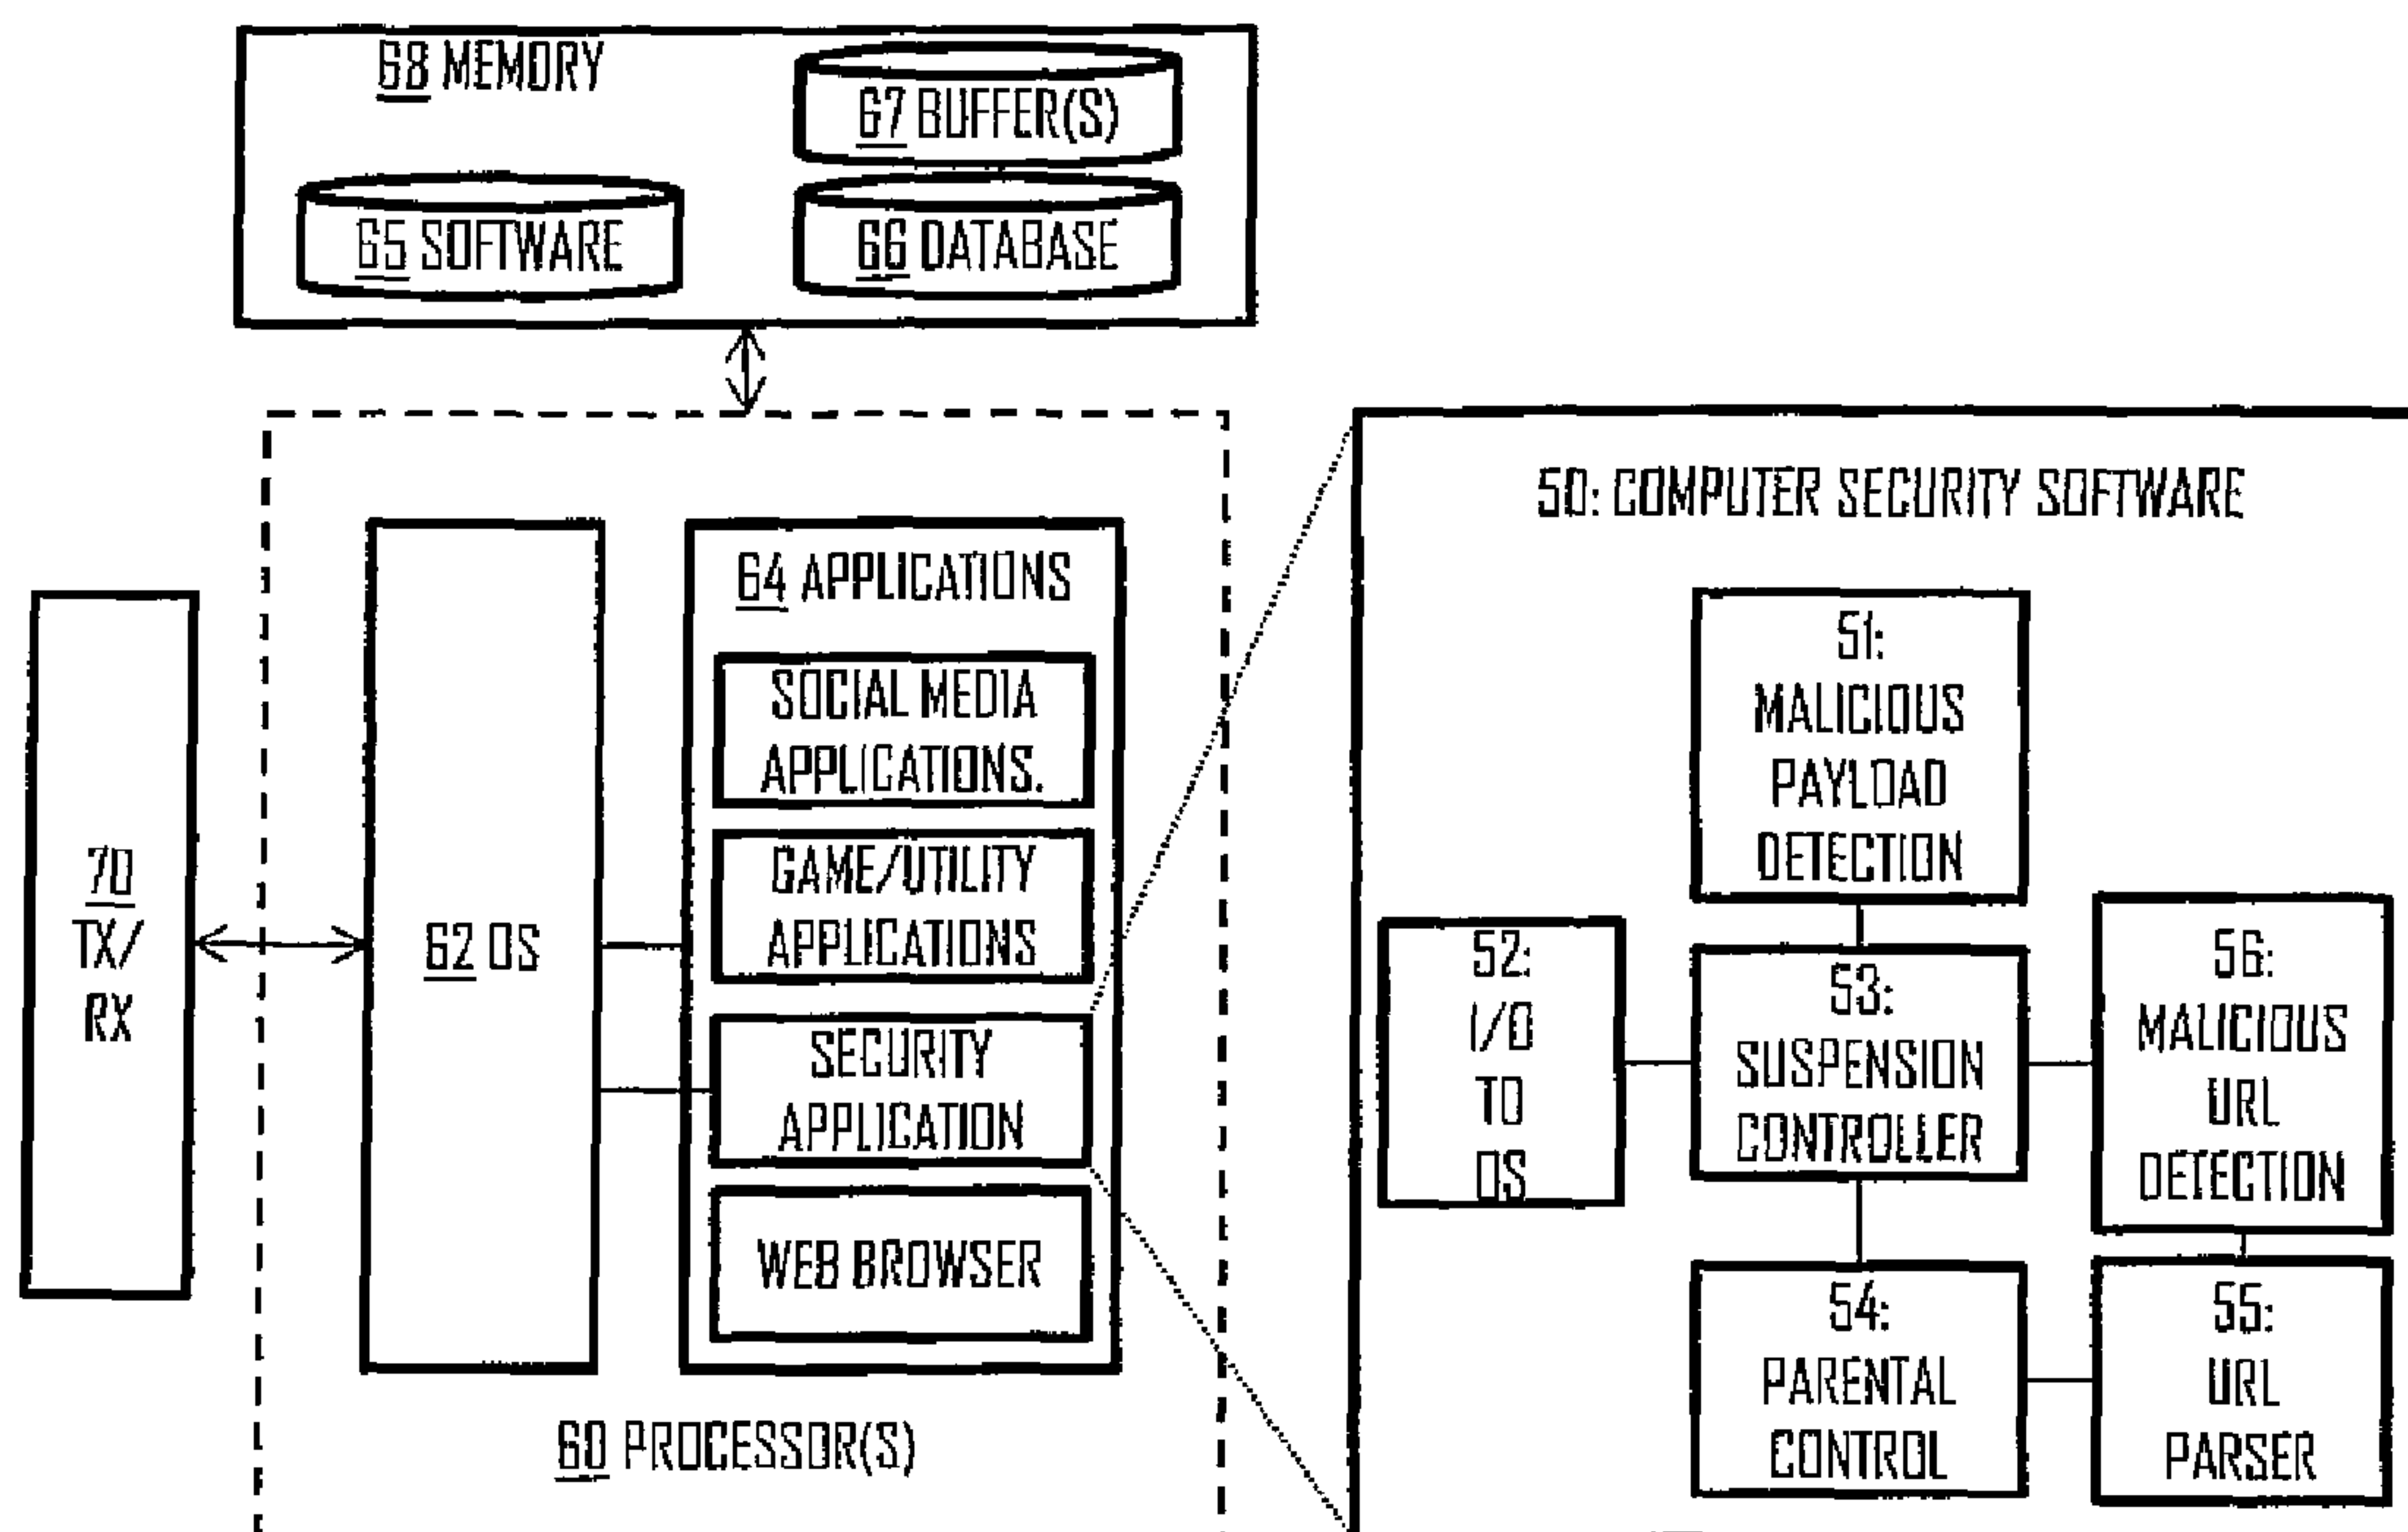 68 MEMORY
67 BUFFER(S)
65 SOFTWARE
66 DATABASE
70
TX/
RX
62 OS
64 APPLICATIONS
SOCIAL MEDIA
APPLICATIONS.
GAME/UTILITY
APPLICATIONS
SECURITY
APPLICATION
WEB BROWSER
60 PROCESSOR(S)
50: COMPUTER SECURITY SOFTWARE
51:
MALICIOUS
PAYLOAD
DETECTION
52:
I/O
TO
OS
53:
SUSPENSION
CONTROLLER
56:
MALICIOUS
URL
DETECTION
54:
PARENTAL
CONTROL
55:
URL
PARSER